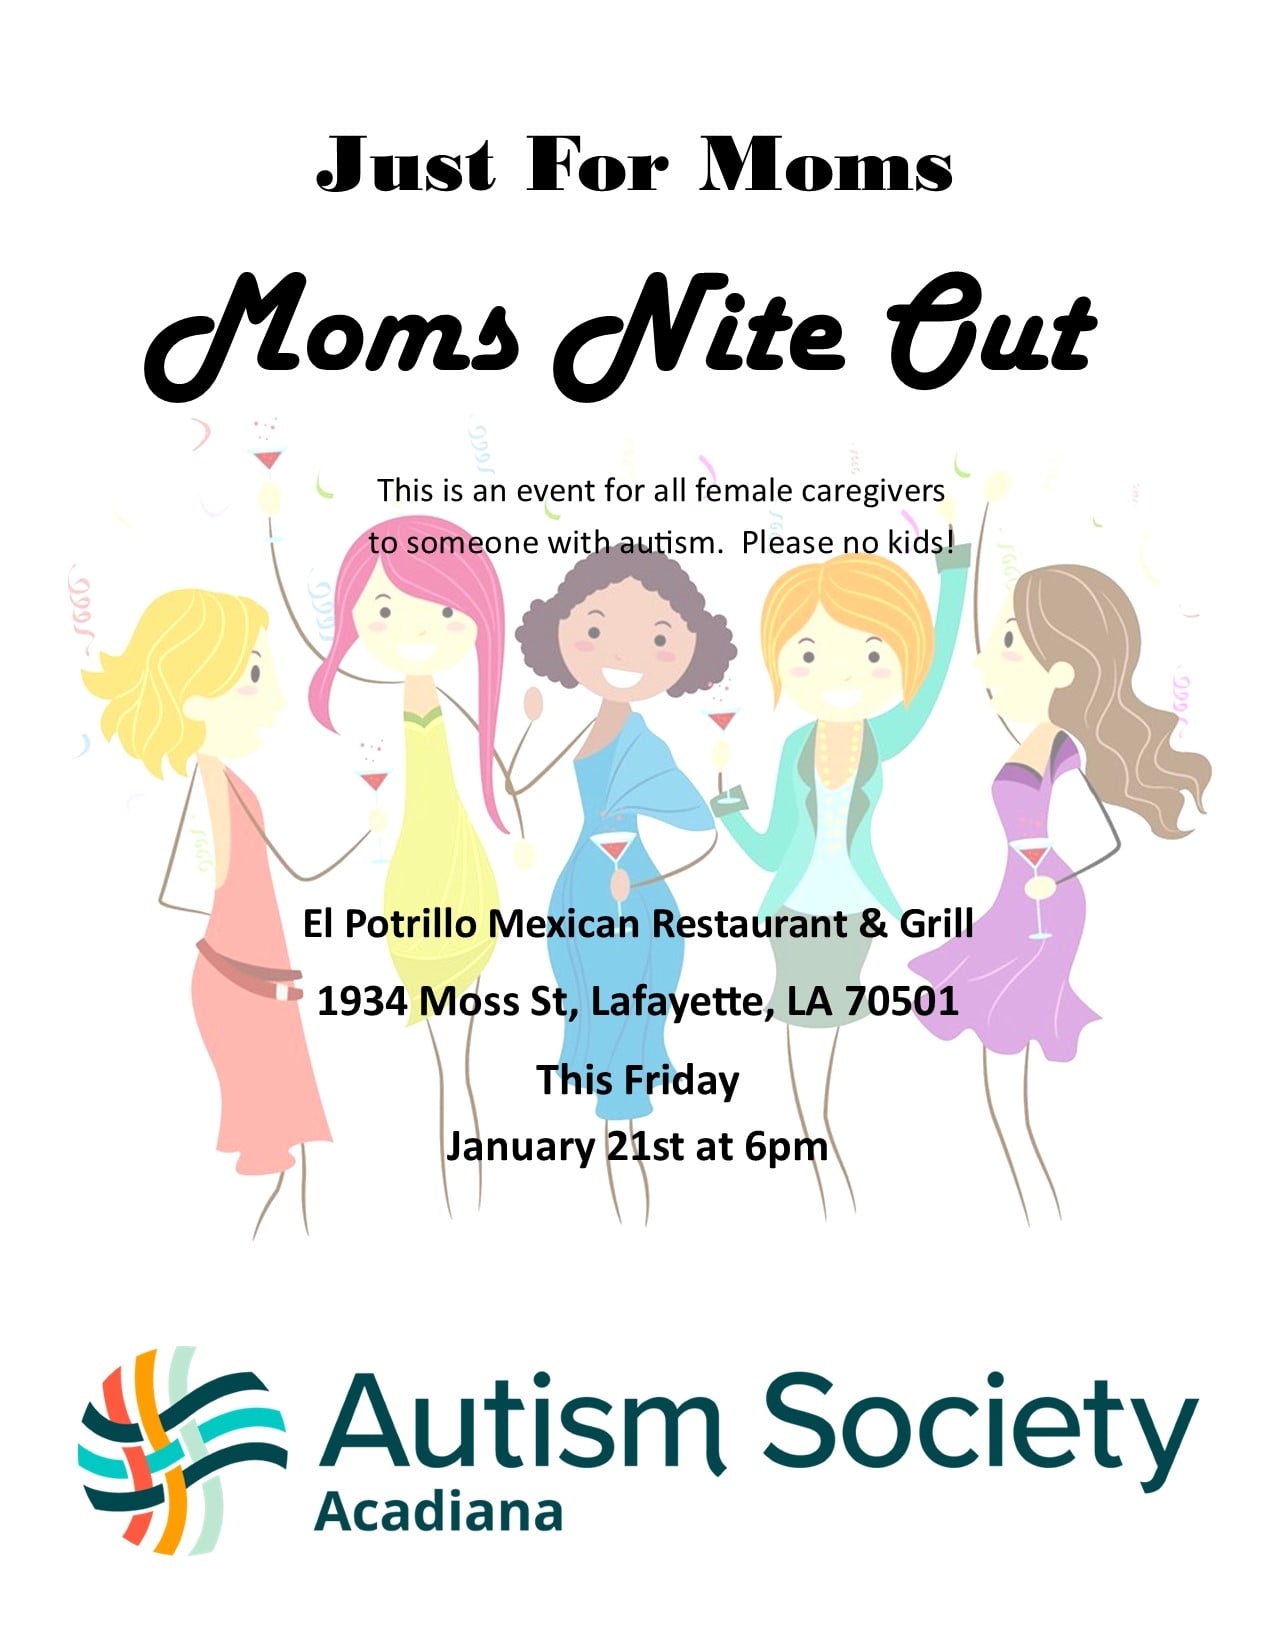 Just For Moms
Moms Nite Out
This is an event for all female caregivers
to someone with autism.  Please no kids!
El Potrillo Mexican Restaurant & Grill
1934 Moss St, Lafayette, LA 70501
This Friday
January 21st at 6pm
Autism Society
Acadiana